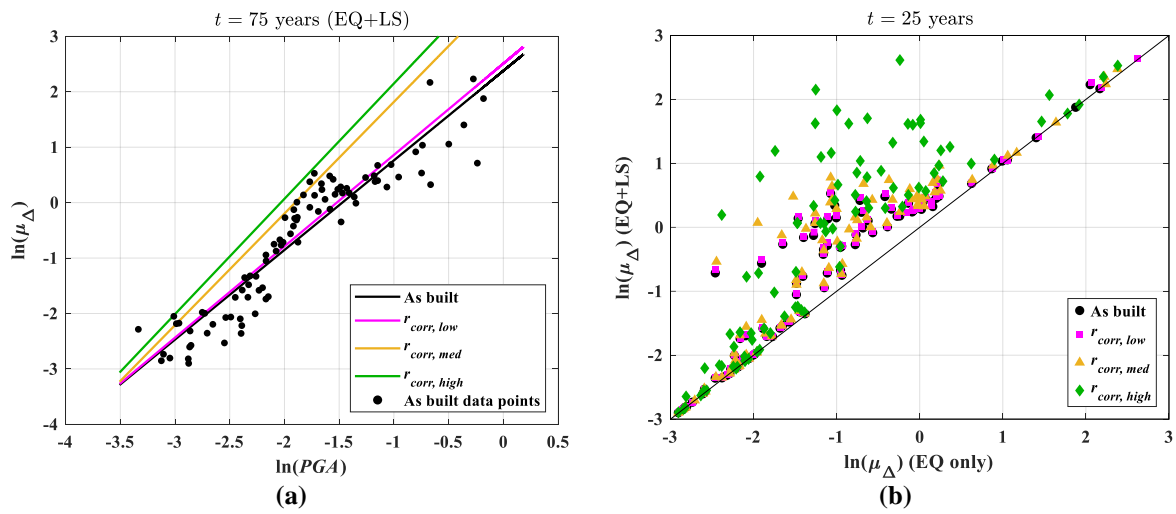 t = 75 years (EQ+LS)
3
2
1
0
-1
-2
-3
-4
-4
-3.5
-3
-2.5
-2
-1.5
-1
-0.5
0
0.5
ln(μ_Δ)
ln(PGA)
As built
r_corr, low
r_corr, med
r_corr, high
As built data points
(a)
t = 25 years
3
2
1
0
-1
-2
-3
-3
-2
-1
0
1
2
3
ln(μ_Δ) (EQ+LS)
ln(μ_Δ) (EQ only)
As built
r_corr, low
r_corr, med
r_corr, high
(b)